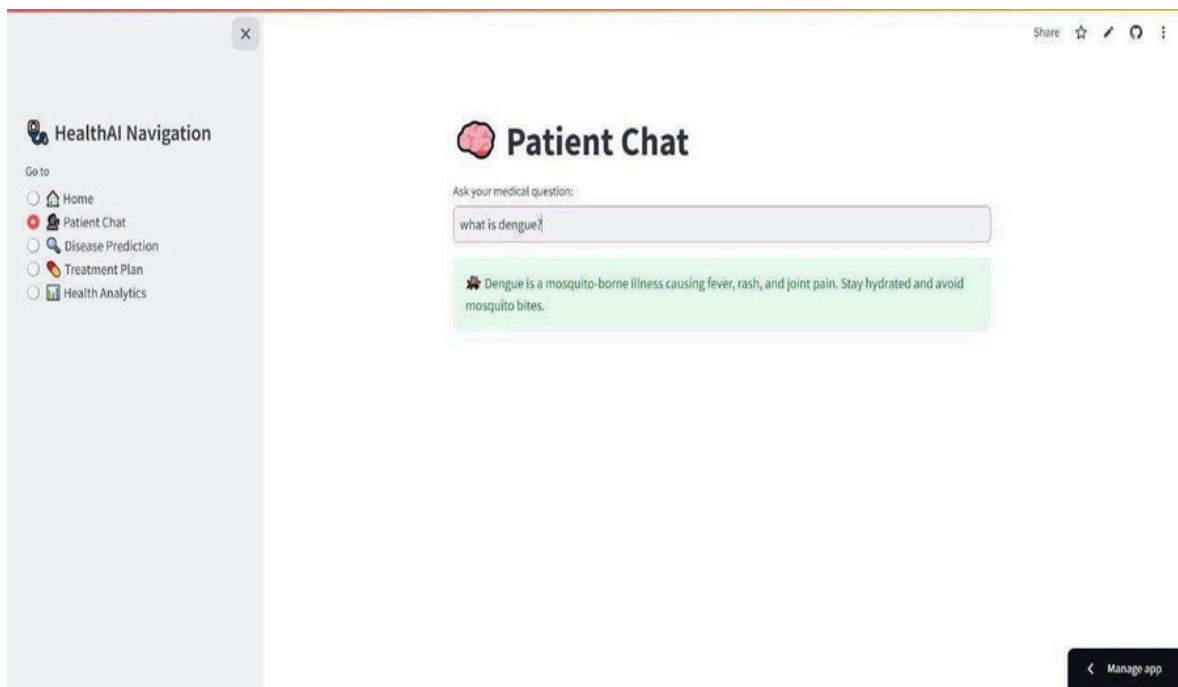 Share
HealthAI Navigation
Go to
Home
Patient Chat
Disease Prediction
Treatment Plan
Health Analytics
Patient Chat
Ask your medical question:
what is dengue?
Dengue is a mosquito-borne illness causing fever, rash, and joint pain. Stay hydrated and avoid
mosquito bites.
Manage app